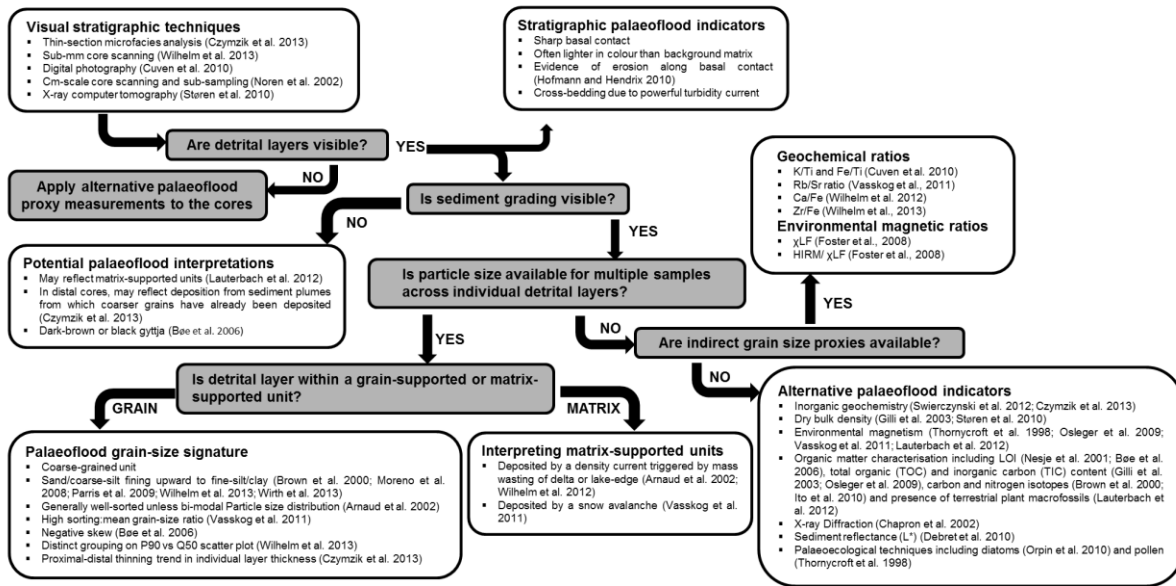 Visual stratigraphic techniques
▪ Thin-section microfacies analysis (Czymzik et al. 2013)
▪ Sub-mm core scanning (Wilhelm et al. 2013)
▪ Digital photography (Cuven et al. 2010)
▪ Cm-scale core scanning and sub-sampling (Noren et al. 2002)
▪ X-ray computer tomography (Støren et al. 2010)
Stratigraphic palaeoflood indicators
▪ Sharp basal contact
▪ Often lighter in colour than background matrix
▪ Evidence of erosion along basal contact
(Hofmann and Hendrix 2010)
▪ Cross-bedding due to powerful turbidity current
Are detrital layers visible?
YES
NO
Apply alternative palaeoflood
proxy measurements to the cores
Is sediment grading visible?
NO
YES
Geochemical ratios
▪ K/Ti and Fe/Ti (Cuven et al. 2010)
▪ Rb/Sr ratio (Vasskog et al., 2011)
▪ Ca/Fe (Wilhelm et al. 2012)
▪ Zr/Fe (Wilhelm et al., 2013)
Environmental magnetic ratios
▪ χLF (Foster et al., 2008)
▪ HIRM/ χLF (Foster et al., 2008)
Potential palaeoflood interpretations
▪ May reflect matrix-supported units (Lauterbach et al. 2012)
▪ In distal cores, may reflect deposition from sediment plumes
from which coarser grains have already been deposited
(Czymzik et al. 2013)
▪ Dark-brown or black gyttja (Bøe et al. 2006)
Is particle size available for multiple samples
across individual detrital layers?
YES
NO
YES
Are indirect grain size proxies available?
NO
Is detrital layer within a grain-supported or matrix-
supported unit?
GRAIN
MATRIX
Palaeoflood grain-size signature
▪ Coarse-grained unit
▪ Sand/coarse-silt fining upward to fine-silt/clay (Brown et al. 2000; Moreno et al.
2008; Parris et al. 2009; Wilhelm et al. 2013; Wirth et al. 2013)
▪ Generally well-sorted unless bi-modal Particle size distribution (Arnaud et al. 2002)
▪ High sorting:mean grain-size ratio (Vasskog et al. 2011)
▪ Negative skew (Bøe et al. 2006)
▪ Distinct grouping on P90 vs Q50 scatter plot (Wilhelm et al. 2013)
▪ Proximal-distal thinning trend in individual layer thickness (Czymzik et al. 2013)
Interpreting matrix-supported units
▪ Deposited by a density current triggered by mass
wasting of delta or lake-edge (Arnaud et al. 2002;
Wilhelm et al. 2012)
▪ Deposited by a snow avalanche (Vasskog et al.
2011)
Alternative palaeoflood indicators
▪ Inorganic geochemistry (Swierczynski et al. 2012; Czymzik et al. 2013)
▪ Dry bulk density (Gilli et al. 2003; Støren et al. 2010)
▪ Environmental magnetism (Thornycroft et al. 1998; Osleger et al. 2009;
Vasskog et al. 2011; Lauterbach et al. 2012)
▪ Organic matter characterisation including LOI (Nesje et al. 2001; Bøe et al.
2006), total organic (TOC) and inorganic carbon (TIC) content (Gilli et al.
2003; Osleger et al. 2009), carbon and nitrogen isotopes (Brown et al. 2000;
Ito et al. 2010) and presence of terrestrial plant macrofossils (Lauterbach et
al. 2012)
▪ X-ray Diffraction (Chapron et al. 2002)
▪ Sediment reflectance (L*) (Debret et al. 2010)
▪ Palaeoecological techniques including diatoms (Orpin et al. 2010) and pollen
(Thornycroft et al. 1998)